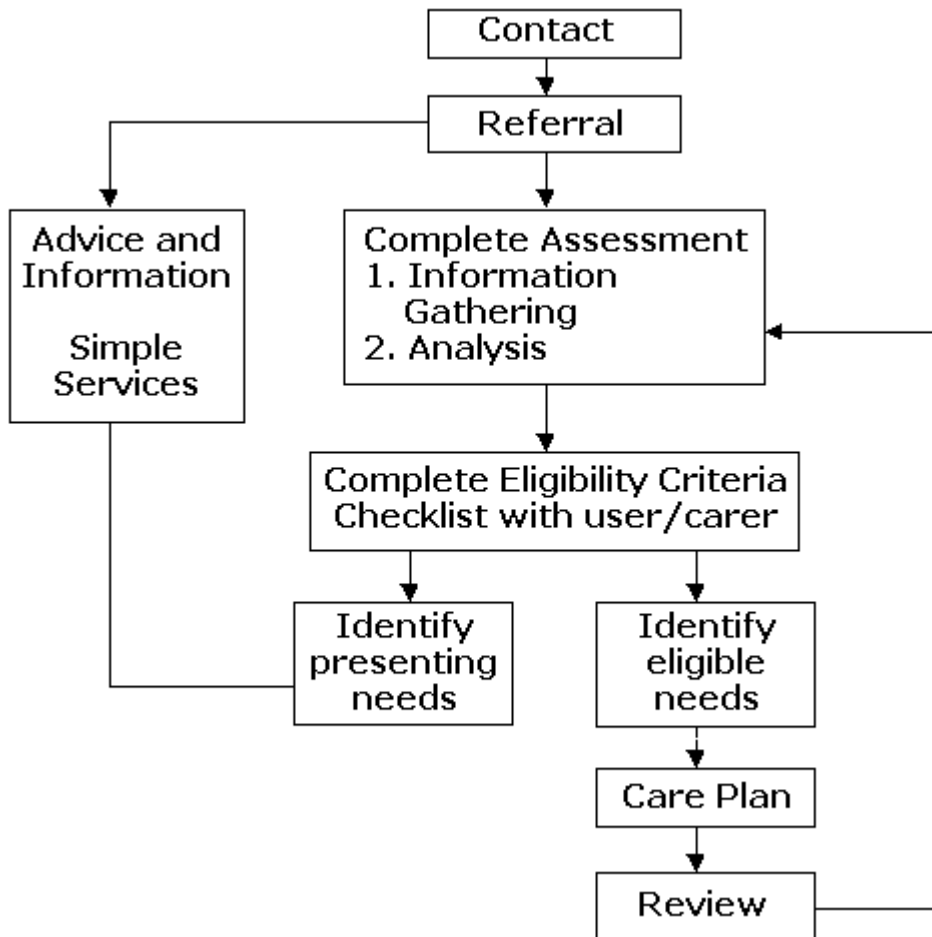 Contact
Referral
Advice and
Information
Simple
Services
Complete Assessment
1. Information
Gathering
2. Analysis
Complete Eligibility Criteria
Checklist with user/carer
Identify
presenting
needs
Identify
eligible
needs
Care Plan
Review